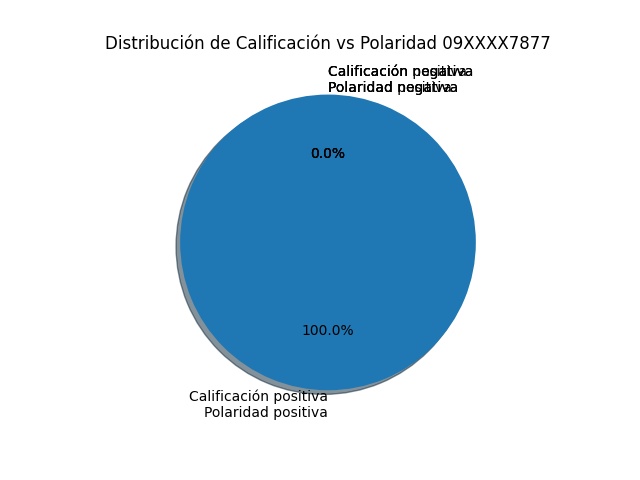 Distribución de Calificación vs Polaridad 09XXXX7877
Calificación
Polaridad
0.0%
100.0%
Calificación positiva
Polaridad positiva